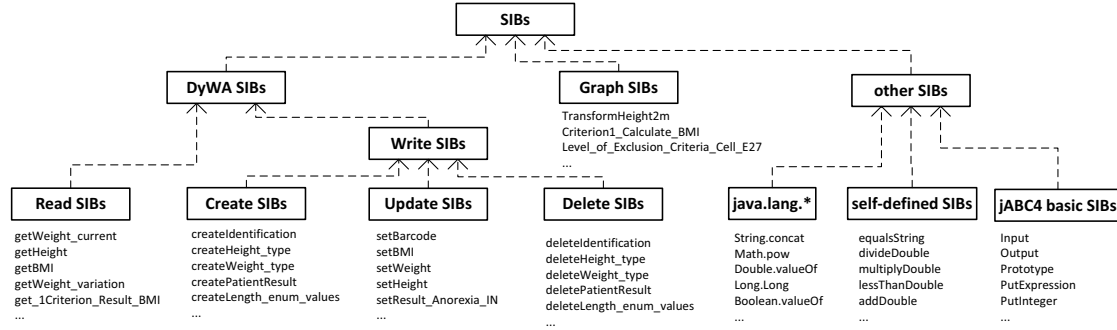 SIBs
DyWA SIBs
Graph SIBs
other SIBs
TransformHeight2m
Criterion1_Calculate_BMI
Level_of_Exclusion_Criteria_Cell_E27
...
Write SIBs
Read SIBs
Create SIBs
Update SIBs
Delete SIBs
java.lang.*
self-defined SIBs
jABC4 basic SIBs
getWeight_current
getHeight
getBMI
getWeight_variation
get_1Criterion_Result_BMI
...
createIdentification
createHeight_type
createWeight_type
createPatientResult
createLength_enum_values
...
setBarcode
setBMI
setWeight
setHeight
setResult_Anorexia_IN
...
deleteIdentification
deleteHeight_type
deleteWeight_type
deletePatientResult
deleteLength_enum_values
...
String.concat
Math.pow
Double.valueOf
Long.Long
Boolean.valueOf
...
equalsString
divideDouble
multiplyDouble
lessThanDouble
addDouble
...
Input
Output
Prototype
PutExpression
PutInteger
...